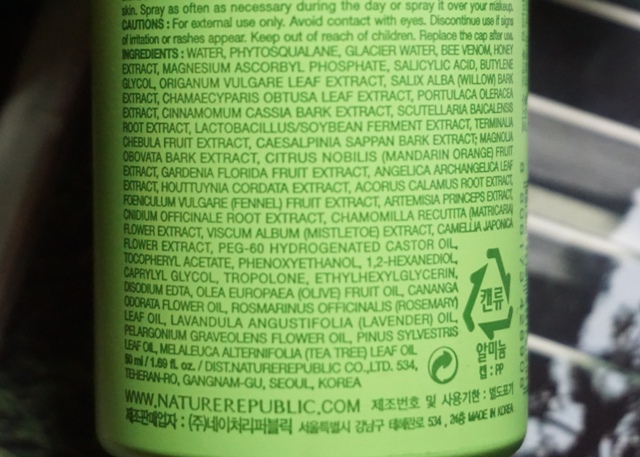 skin. Spray as often as necessary during the day or spray it over your makeup.
CAUTIONS : For external use only. Avoid contact with eyes. Discontinue use if signs
of irritation or rashes appear. Keep out of reach of children. Replace the cap after use.
INGREDIENTS : WATER, PHYTOSQUALANE, GLACIER WATER, BEE VENOM, HONEY
EXTRACT, MAGNESIUM ASCORBYL PHOSPHATE, SALICYLIC ACID, BUTYLENE
GLYCOL, ORIGANUM VULGARE LEAF EXTRACT, SALIX ALBA (WILLOW) BARK
EXTRACT, CHAMAECYPARIS OBTUSA LEAF EXTRACT, PORTULACA OLERACEA
EXTRACT, CINNAMOMUM CASSIA BARK EXTRACT, SCUTELLARIA BAICALENSIS
ROOT EXTRACT, LACTOBACILLUS/SOYBEAN FERMENT EXTRACT, TERMINALIA
CHEBULA FRUIT EXTRACT, CAESALPINIA SAPPAN BARK EXTRACT; MAGNOLIA
OBOVATA BARK EXTRACT, CITRUS NOBILIS (MANDARIN ORANGE) FRUIT
EXTRACT, GARDENIA FLORIDA FRUIT EXTRACT, ANGELICA ARCHANGELICA LEAF
EXTRACT, HOUTTUYNIA CORDATA EXTRACT, ACORUS CALAMUS ROOT EXTRACT,
FOENICULUM VULGARE (FENNEL) FRUIT EXTRACT, ARTEMISIA PRINCEPS EXTRACT,
CNIDIUM OFFICINALE ROOT EXTRACT, CHAMOMILLA RECUTITA (MATRICARIA)
FLOWER EXTRACT, VISCUM ALBUM (MISTLETOE) EXTRACT, CAMELLIA JAPONICA
FLOWER EXTRACT, PEG-60 HYDROGENATED CASTOR OIL,
TOCOPHERYL ACETATE, PHENOXYETHANOL, 1,2-HEXANEDIOL,
CAPRYLYL GLYCOL, TROPOLONE, ETHYLHEXYLGLYCERIN,
DISODIUM EDTA, OLEA EUROPAEA (OLIVE) FRUIT OIL, CANANGA
ODORATA FLOWER OIL, ROSMARINUS OFFICINALIS (ROSEMARY)
LEAF OIL, LAVANDULA ANGUSTIFOLIA (LAVENDER) OIL,
PELARGONIUM GRAVEOLENS FLOWER OIL, PINUS SYLVESTRIS
LEAF OIL, MELALEUCA ALTERNIFOLIA (TEA TREE) LEAF OIL
캔류
알미늄
캡 : PP
50 ml / 1.69 fl. oz. / DIST.NATUREREPUBLIC CO.,LTD. 534,
TEHERAN-RO, GANGNAM-GU, SEOUL, KOREA
WWW.NATUREREPUBLIC.COM 제조번호 및 사용기한 : 별도표기
제조판매업자 : (주)네이처리퍼블릭 서울특별시 강남구 테헤란로 534, 24층 MADE IN KOREA